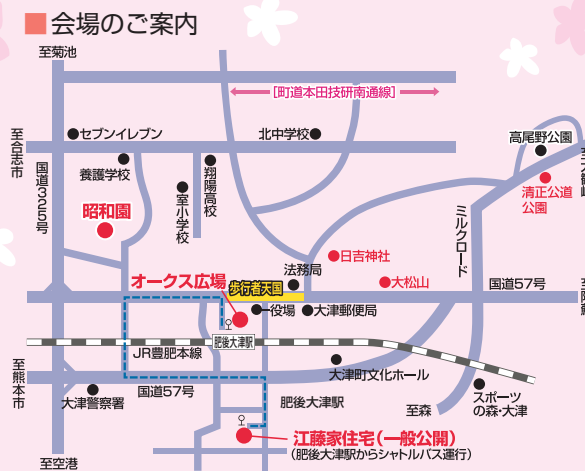 会場のご案内
至菊池
[町道本田技研南通線]
至合志市
セブンイレブン
北中学校
高尾野公園
国道325号
養護学校
翔陽高校
室小学校
清正公道
公園
昭和園
ミルクロード
日吉神社
法務局
オークス広場
歩行者天国
大松山
国道57号
役場
大津郵便局
肥後大津駅
JR豊肥本線
至熊本市
大津町文化ホール
国道57号
大津警察署
肥後大津駅
至森
スポーツ
の森・大津
江藤家住宅(一般公開)
(肥後大津駅からシャトルバス運行)
至空港